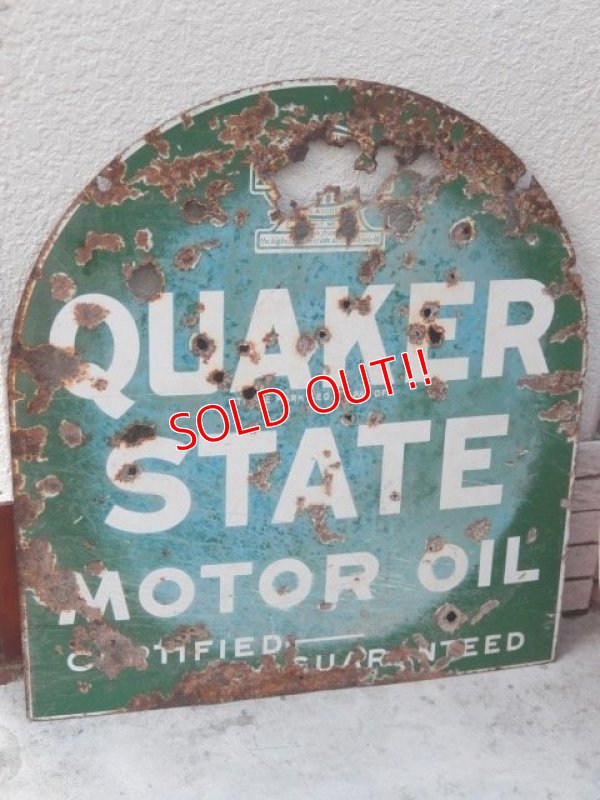 QUAKER
SOLD OUT!!
STATE
MOTOR OIL
CERTIFIED
GUARANTEED